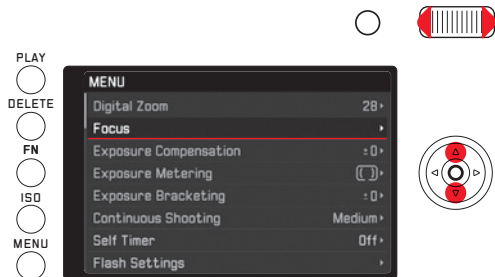 PLAY
DELETE
FN
ISO
MENU
MENU
Digital Zoom 28
Focus
Exposure Compensation ±0
Exposure Metering
Exposure Bracketing ±0
Continuous Shooting Medium
Self Timer Off
Flash Settings